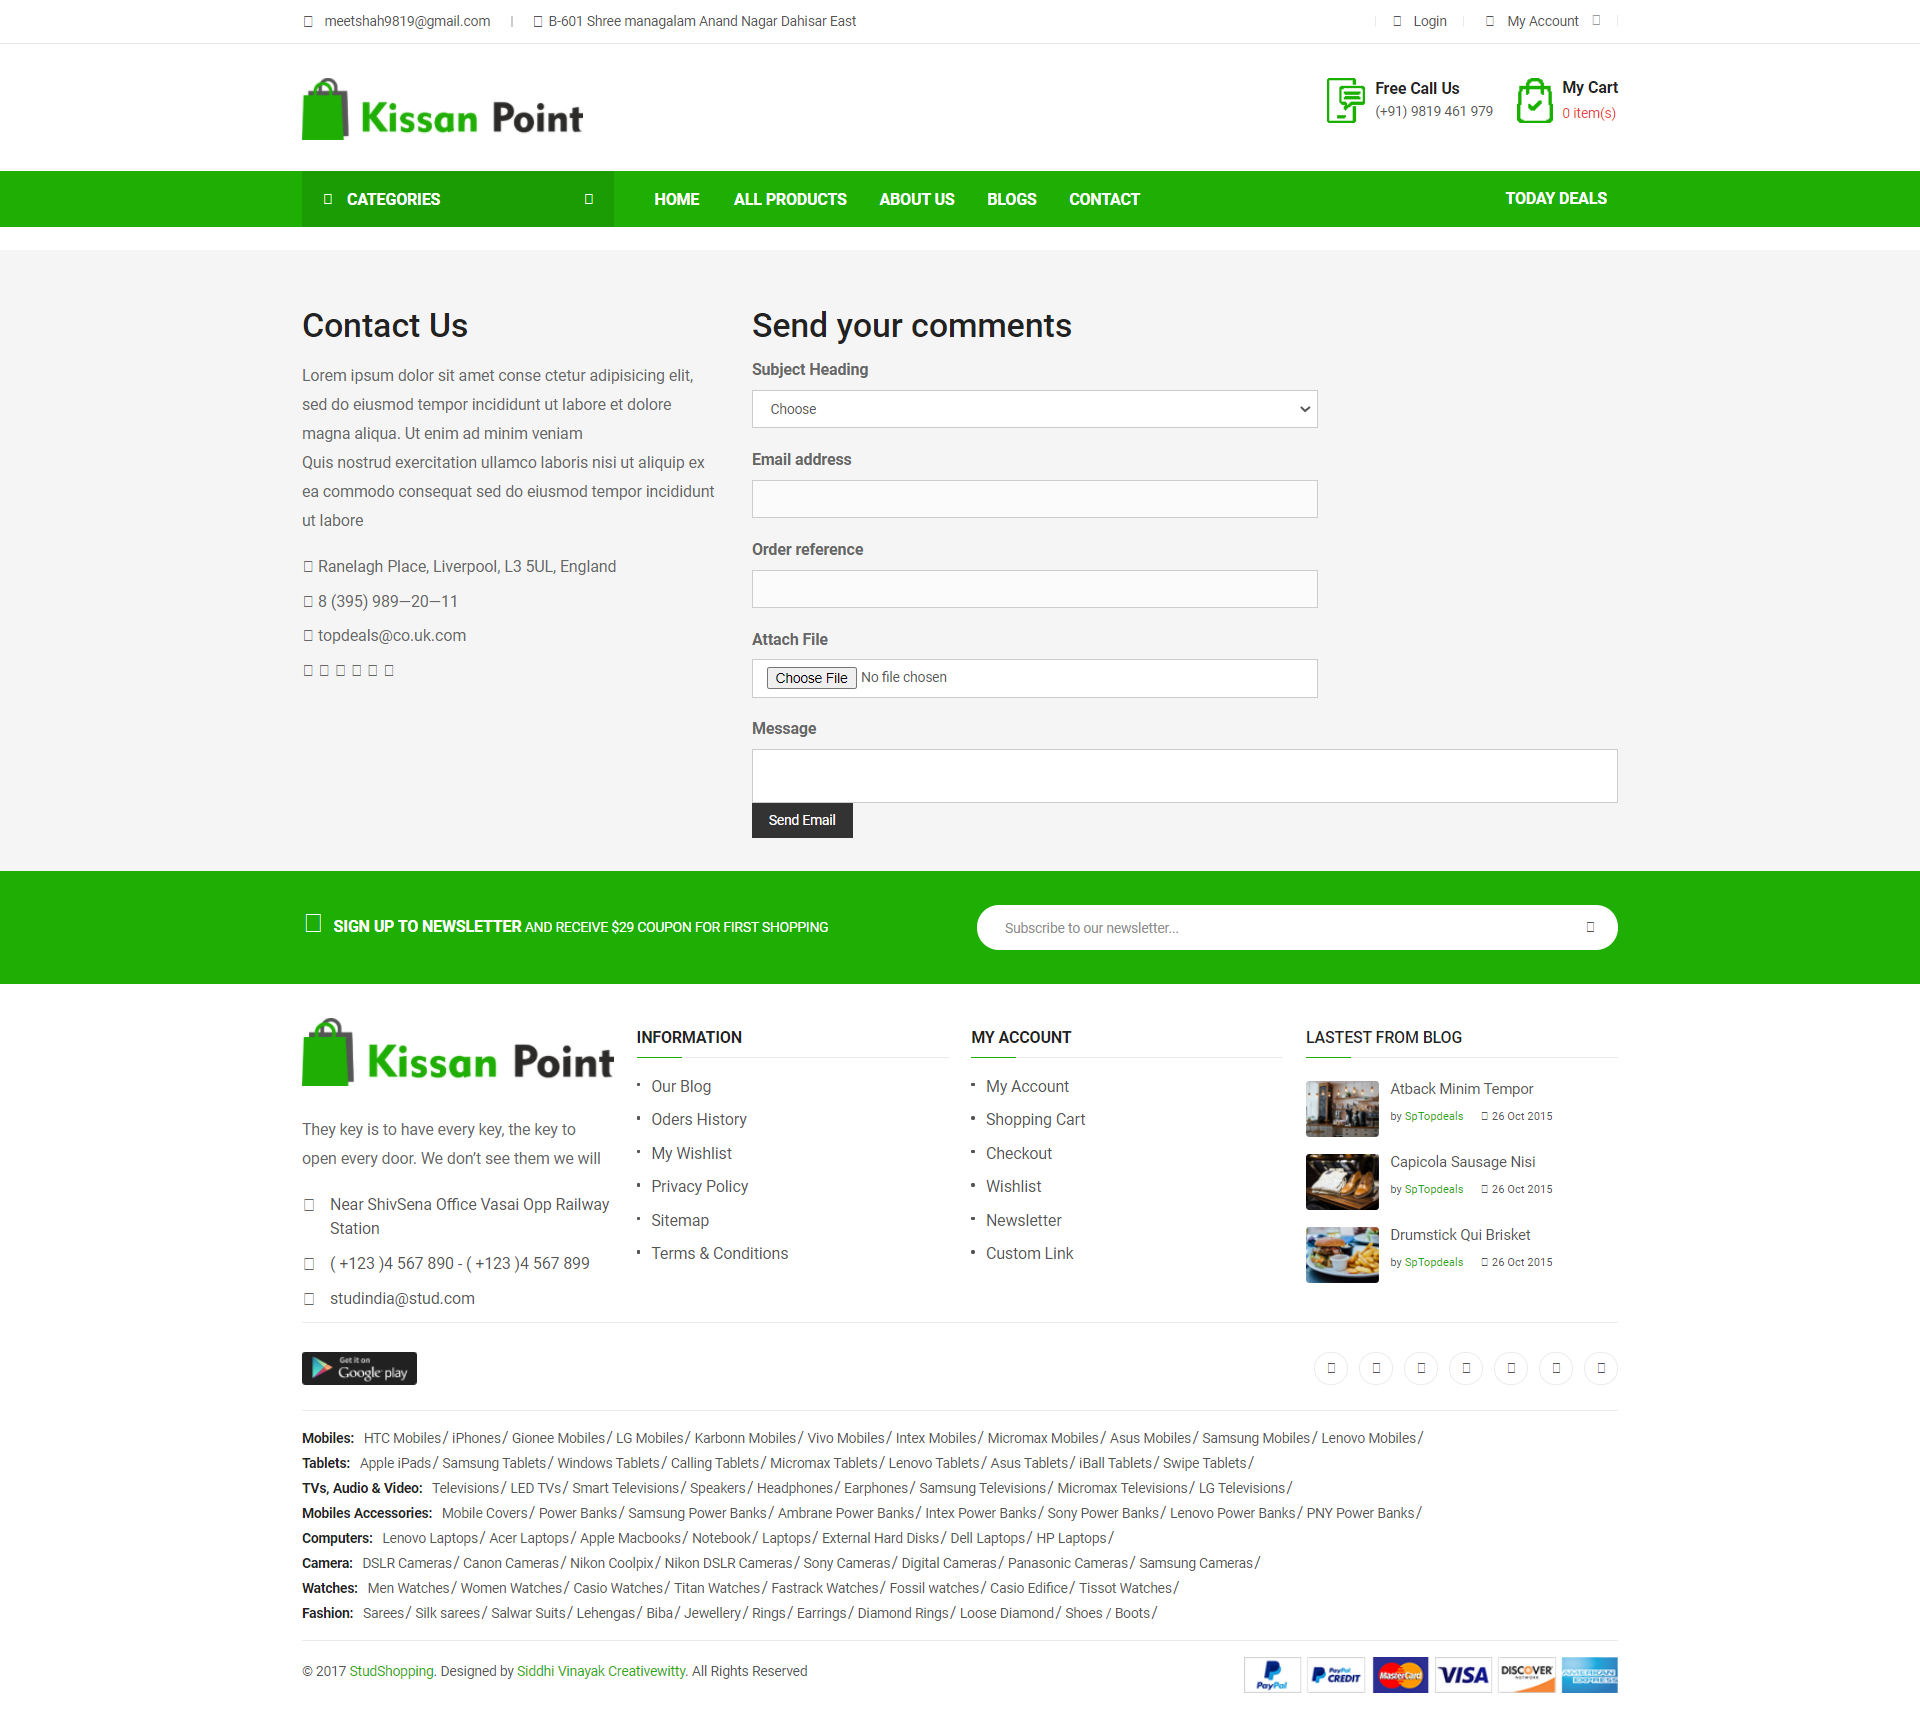 meetshah9819@gmail.com | B-601 Shree managalam Anand Nagar Dahisar East
Login
My Account
Kissan Point
Free Call Us
(+91) 9819 461 979
My Cart
0 item(s)
CATEGORIES
HOME ALL PRODUCTS ABOUT US BLOGS CONTACT
TODAY DEALS
Contact Us
Lorem ipsum dolor sit amet conse ctetur adipisicing elit,
sed do eiusmod tempor incididunt ut labore et dolore
magna aliqua. Ut enim ad minim veniam
Quis nostrud exercitation ullamco laboris nisi ut aliquip ex
ea commodo consequat sed do eiusmod tempor incididunt
ut labore
Ranelagh Place, Liverpool, L3 5UL, England
8 (395) 989—20—11
topdeals@co.uk.com
Send your comments
Subject Heading
Choose
Email address
Order reference
Attach File
Choose File No file chosen
Message
Send Email
SIGN UP TO NEWSLETTER AND RECEIVE $29 COUPON FOR FIRST SHOPPING
Subscribe to our newsletter...
Kissan Point
They key is to have every key, the key to
open every door. We don’t see them we will
Near ShivSena Office Vasai Opp Railway
Station
( +123 )4 567 890 - ( +123 )4 567 899
studindia@stud.com
INFORMATION
Our Blog
Oders History
My Wishlist
Privacy Policy
Sitemap
Terms & Conditions
MY ACCOUNT
My Account
Shopping Cart
Checkout
Wishlist
Newsletter
Custom Link
LASTEST FROM BLOG
Atback Minim Tempor
by SpTopdeals 26 Oct 2015
Capicola Sausage Nisi
by SpTopdeals 26 Oct 2015
Drumstick Qui Brisket
by SpTopdeals 26 Oct 2015
Get it on
Google play
Mobiles: HTC Mobiles/ iPhones/ Gionee Mobiles/ LG Mobiles/ Karbonn Mobiles/ Vivo Mobiles/ Intex Mobiles/ Micromax Mobiles/ Asus Mobiles/ Samsung Mobiles/ Lenovo Mobiles/
Tablets: Apple iPads/ Samsung Tablets/ Windows Tablets/ Calling Tablets/ Micromax Tablets/ Lenovo Tablets/ Asus Tablets/ iBall Tablets/ Swipe Tablets/
TVs, Audio & Video: Televisions/ LED TVs/ Smart Televisions/ Speakers/ Headphones/ Earphones/ Samsung Televisions/ Micromax Televisions/ LG Televisions/
Mobiles Accessories: Mobile Covers/ Power Banks/ Samsung Power Banks/ Ambrane Power Banks/ Intex Power Banks/ Sony Power Banks/ Lenovo Power Banks/ PNY Power Banks/
Computers: Lenovo Laptops/ Acer Laptops/ Apple Macbooks/ Notebook/ Laptops/ External Hard Disks/ Dell Laptops/ HP Laptops/
Camera: DSLR Cameras/ Canon Cameras/ Nikon Coolpix/ Nikon DSLR Cameras/ Sony Cameras/ Digital Cameras/ Panasonic Cameras/ Samsung Cameras/
Watches: Men Watches/ Women Watches/ Casio Watches/ Titan Watches/ Fastrack Watches/ Fossil watches/ Casio Edifice/ Tissot Watches/
Fashion: Sarees/ Silk sarees/ Salwar Suits/ Lehengas/ Biba/ Jewellery/ Rings/ Earrings/ Diamond Rings/ Loose Diamond/ Shoes / Boots/
© 2017 StudShopping. Designed by Siddhi Vinayak Creativewitty. All Rights Reserved
PayPal
PayPal CREDIT
MasterCard
VISA
DISCOVER NETWORK
AMERICAN EXPRESS